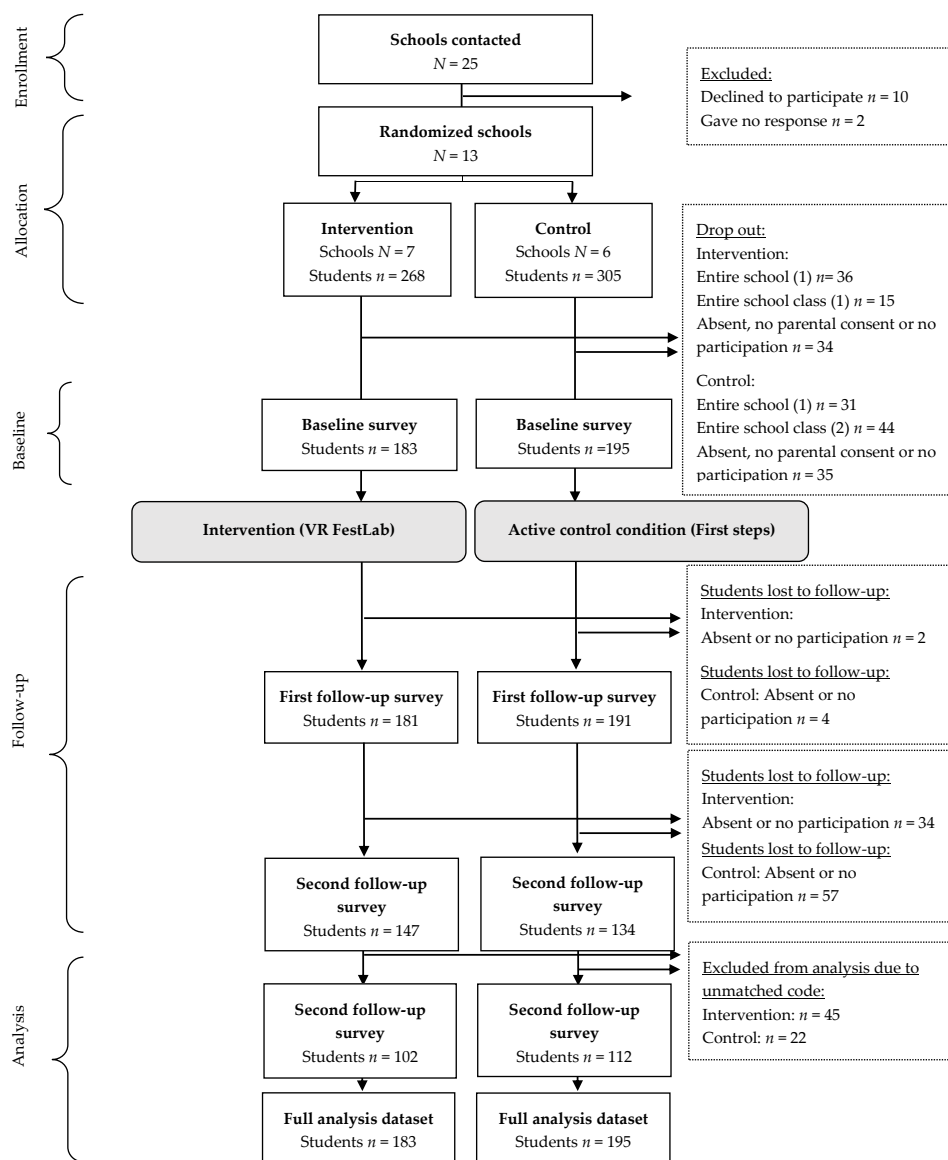 Enrollment
Schools contacted
N = 25
Excluded:
Declined to participate n = 10
Gave no response n = 2
Allocation
Randomized schools
N = 13
Intervention
Schools N = 7
Students n = 268
Control
Schools N = 6
Students n = 305
Drop out:
Intervention:
Entire school (1) n= 36
Entire school class (1) n = 15
Absent, no parental consent or no
participation n = 34
Control:
Entire school (1) n = 31
Entire school class (2) n = 44
Absent, no parental consent or no
participation n = 35
Baseline
Baseline survey
Students n = 183
Baseline survey
Students n =195
Intervention (VR FestLab)
Active control condition (First steps)
Follow-up
Students lost to follow-up:
Intervention:
Absent or no participation n = 2
Students lost to follow-up:
Control: Absent or no
participation n = 4
First follow-up survey
Students n = 181
First follow-up survey
Students n = 191
Students lost to follow-up:
Intervention:
Absent or no participation n = 34
Students lost to follow-up:
Control: Absent or no
participation n = 57
Second follow-up
survey
Students n = 147
Second follow-up
survey
Students n = 134
Analysis
Excluded from analysis due to
unmatched code:
Intervention: n = 45
Control: n = 22
Second follow-up
survey
Students n = 102
Second follow-up
survey
Students n = 112
Full analysis dataset
Students n = 183
Full analysis dataset
Students n = 195